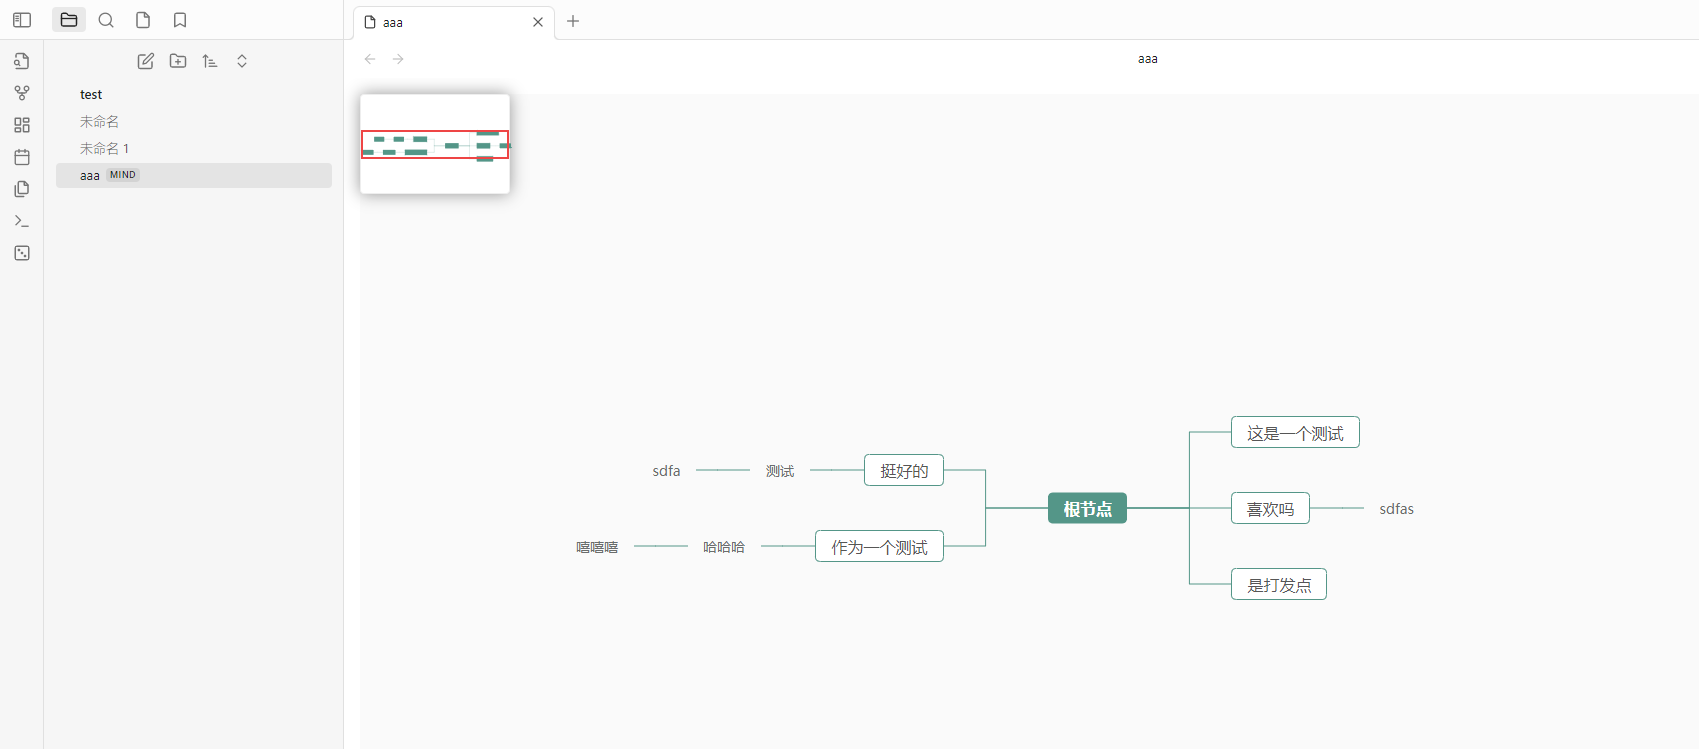 aaa
aaa
test
未命名
未命名 1
aaa MIND
这是一个测试
sdfa
测试
挺好的
根节点
喜欢吗
sdfas
嘻嘻嘻
哈哈哈
作为一个测试
是打发点